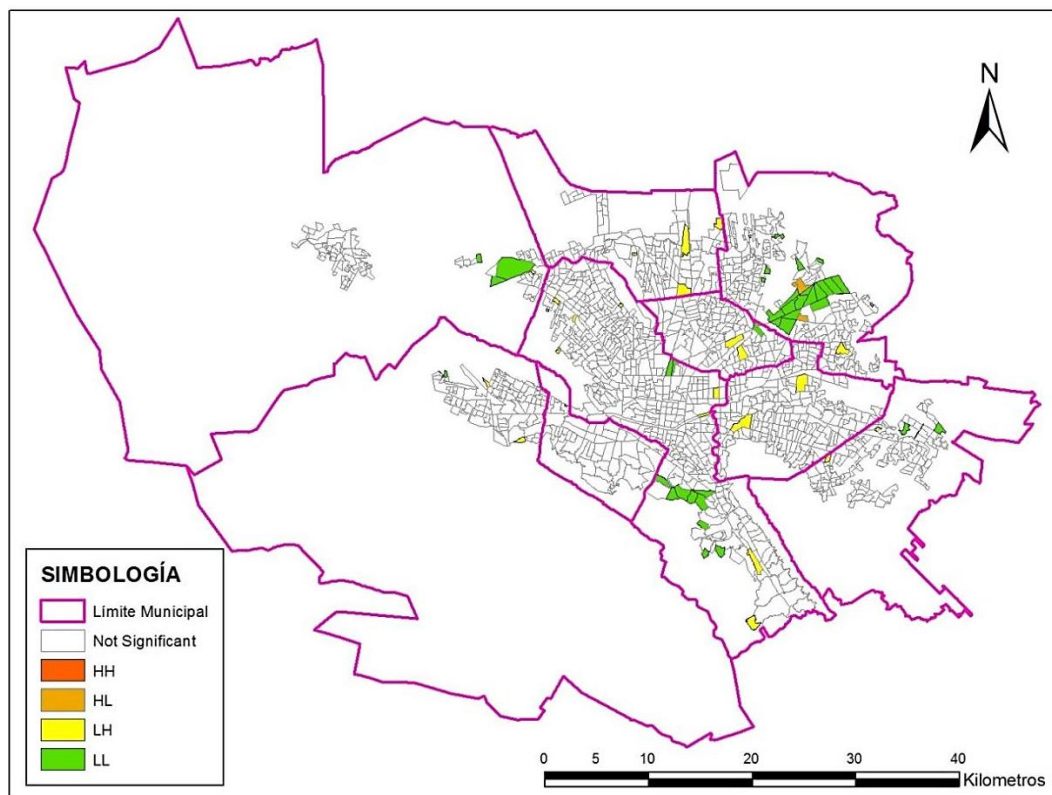 N
SIMBOLOGÍA
Límite Municipal
Not Significant
HH
HL
LH
LL
0 5 10 20 30 40
Kilometros